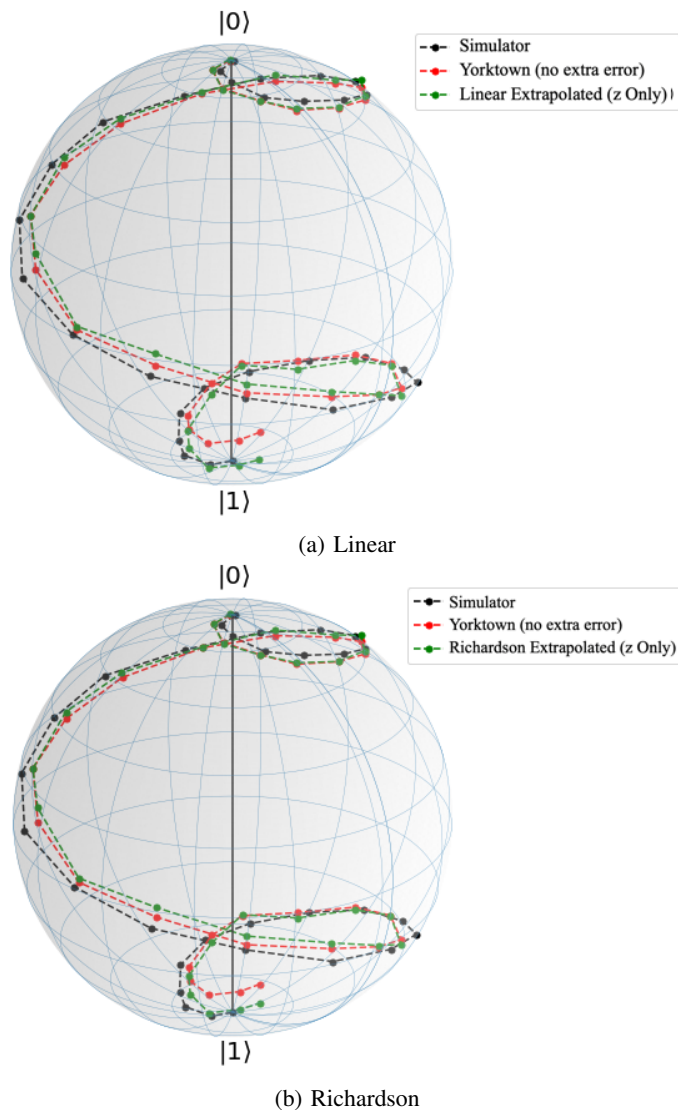 |0⟩
Simulator
Yorktown (no extra error)
Linear Extrapolated (z Only)
|1⟩
(a) Linear
|0⟩
Simulator
Yorktown (no extra error)
Richardson Extrapolated (z Only)
|1⟩
(b) Richardson